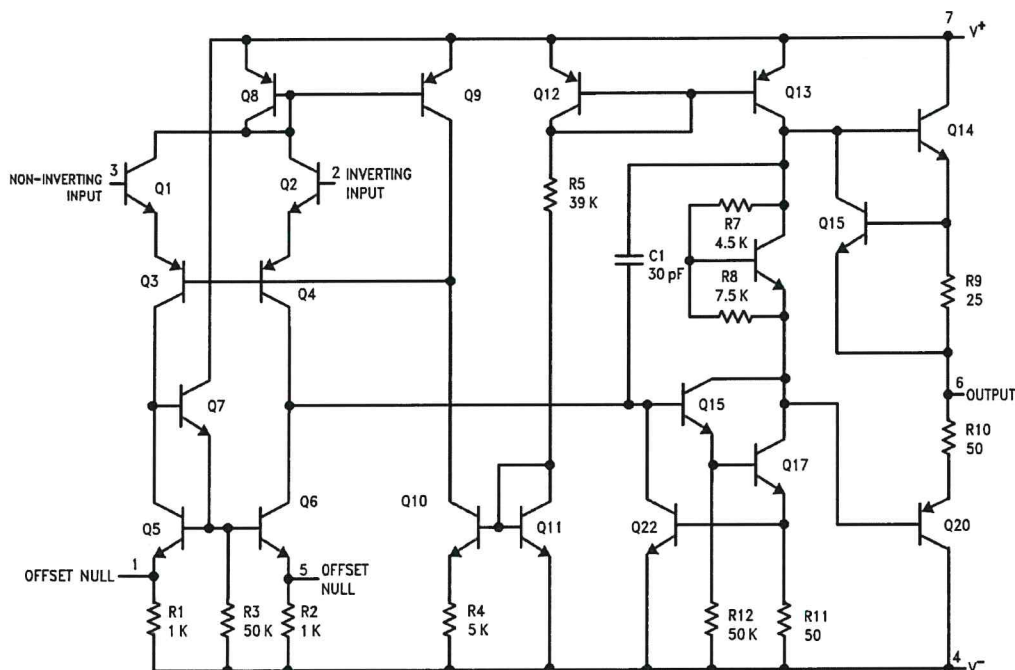 7
V+
Q8
Q9
Q12
Q13
Q14
3
NON-INVERTING
INPUT
Q1
Q2
2 INVERTING
INPUT
R5
39 K
R7
4.5 K
Q15
C1
30 pF
R8
7.5 K
R9
25
Q3
Q4
6
OUTPUT
Q7
Q15
R10
50
Q17
Q5
Q6
Q10
Q11
Q22
Q20
OFFSET NULL
1
5
OFFSET
NULL
R1
1 K
R3
50 K
R2
1 K
R4
5 K
R12
50 K
R11
50
4
V-